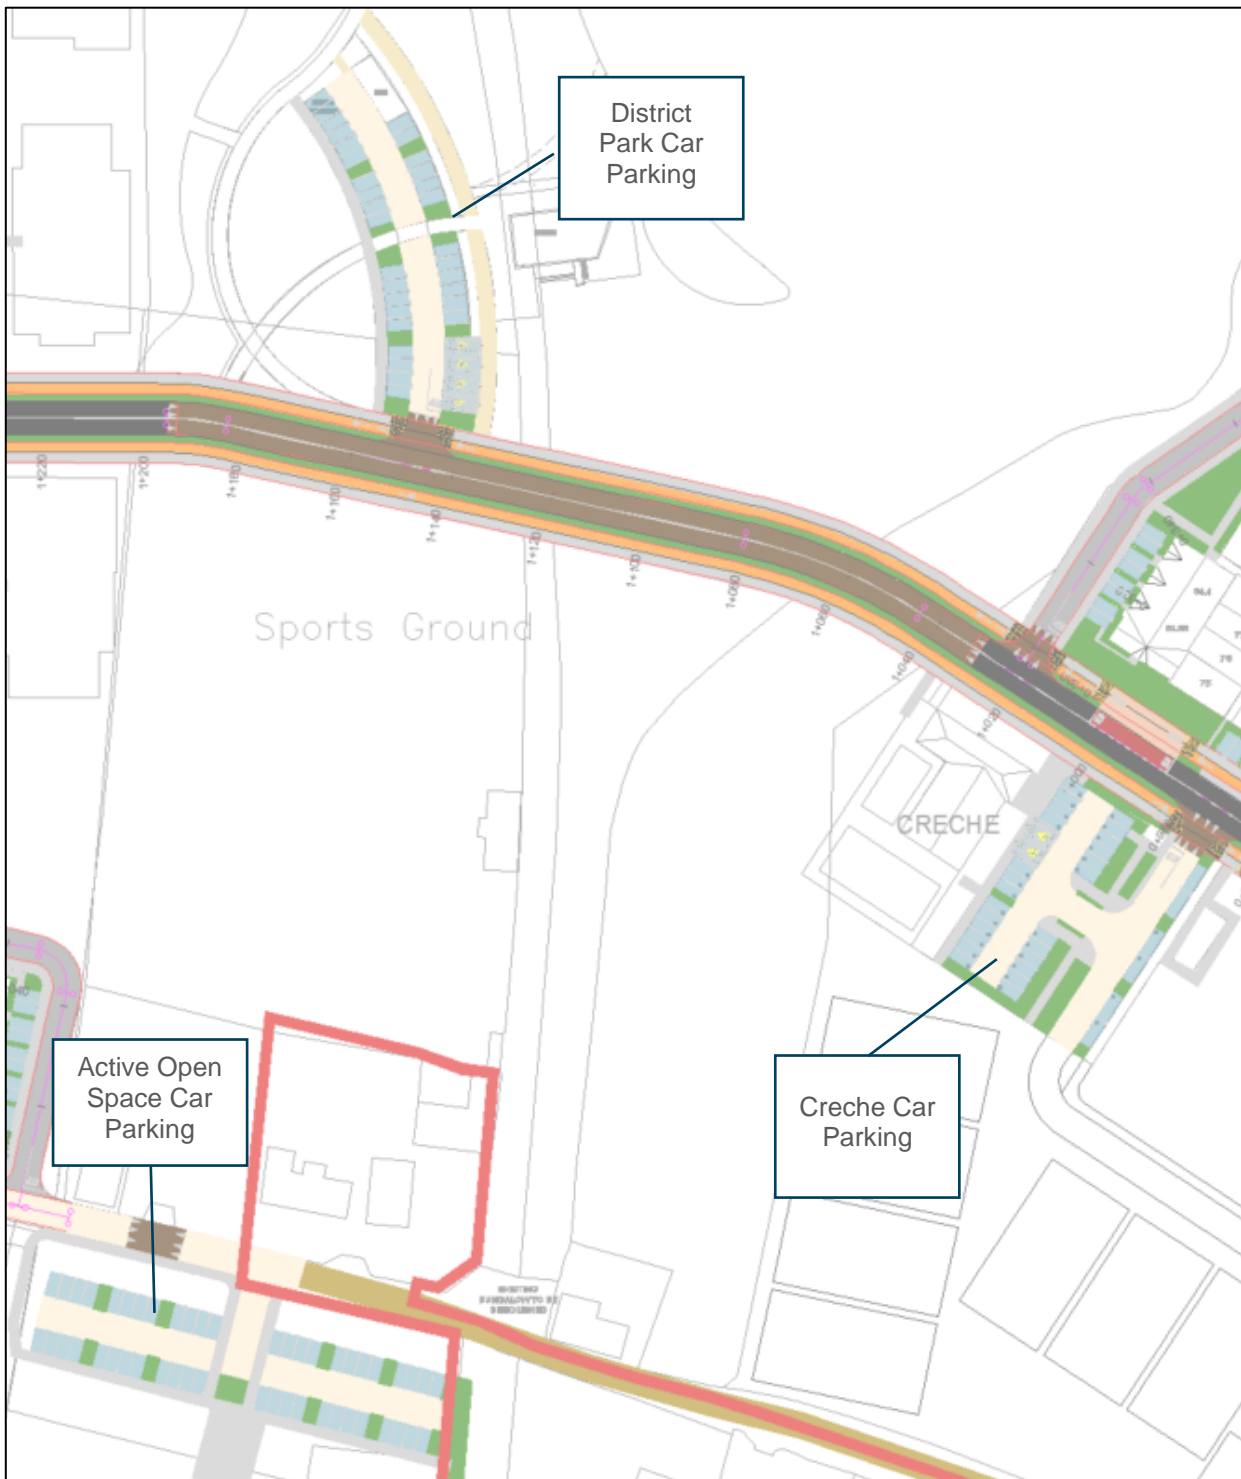 District
Park Car
Parking
1+220
1+200
1+180
1+160
1+140
1+120
1+100
1+080
1+060
1+040
1+020
Sports Ground
CRECHE
Active Open
Space Car
Parking
Creche Car
Parking